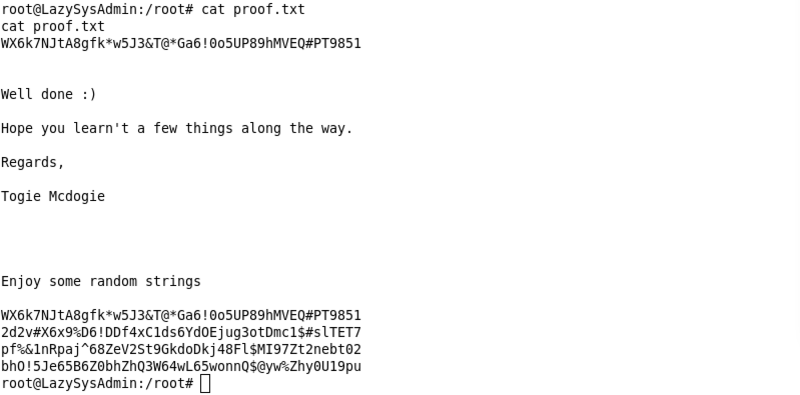 root@LazySysAdmin:/root# cat proof.txt
cat proof.txt
WX6k7NJtA8gfk*w5J3&T@*Ga6!0o5UP89hMVEQ#PT9851
Well done :)
Hope you learn't a few things along the way.
Regards,
Togie Mcdogie
Enjoy some random strings
WX6k7NJtA8gfk*w5J3&T@*Ga6!0o5UP89hMVEQ#PT9851
2d2v#X6x9%D6!DDf4xC1ds6YdOEjug3otDmc1$#slTET7
pf%&1nRpaj^68ZeV2St9GkdoDkj48Fl$MI97Zt2nebt02
bhO!5Je65B6Z0bhZhQ3W64wL65wonnQ$@yw%Zhy0U19pu
root@LazySysAdmin:/root#